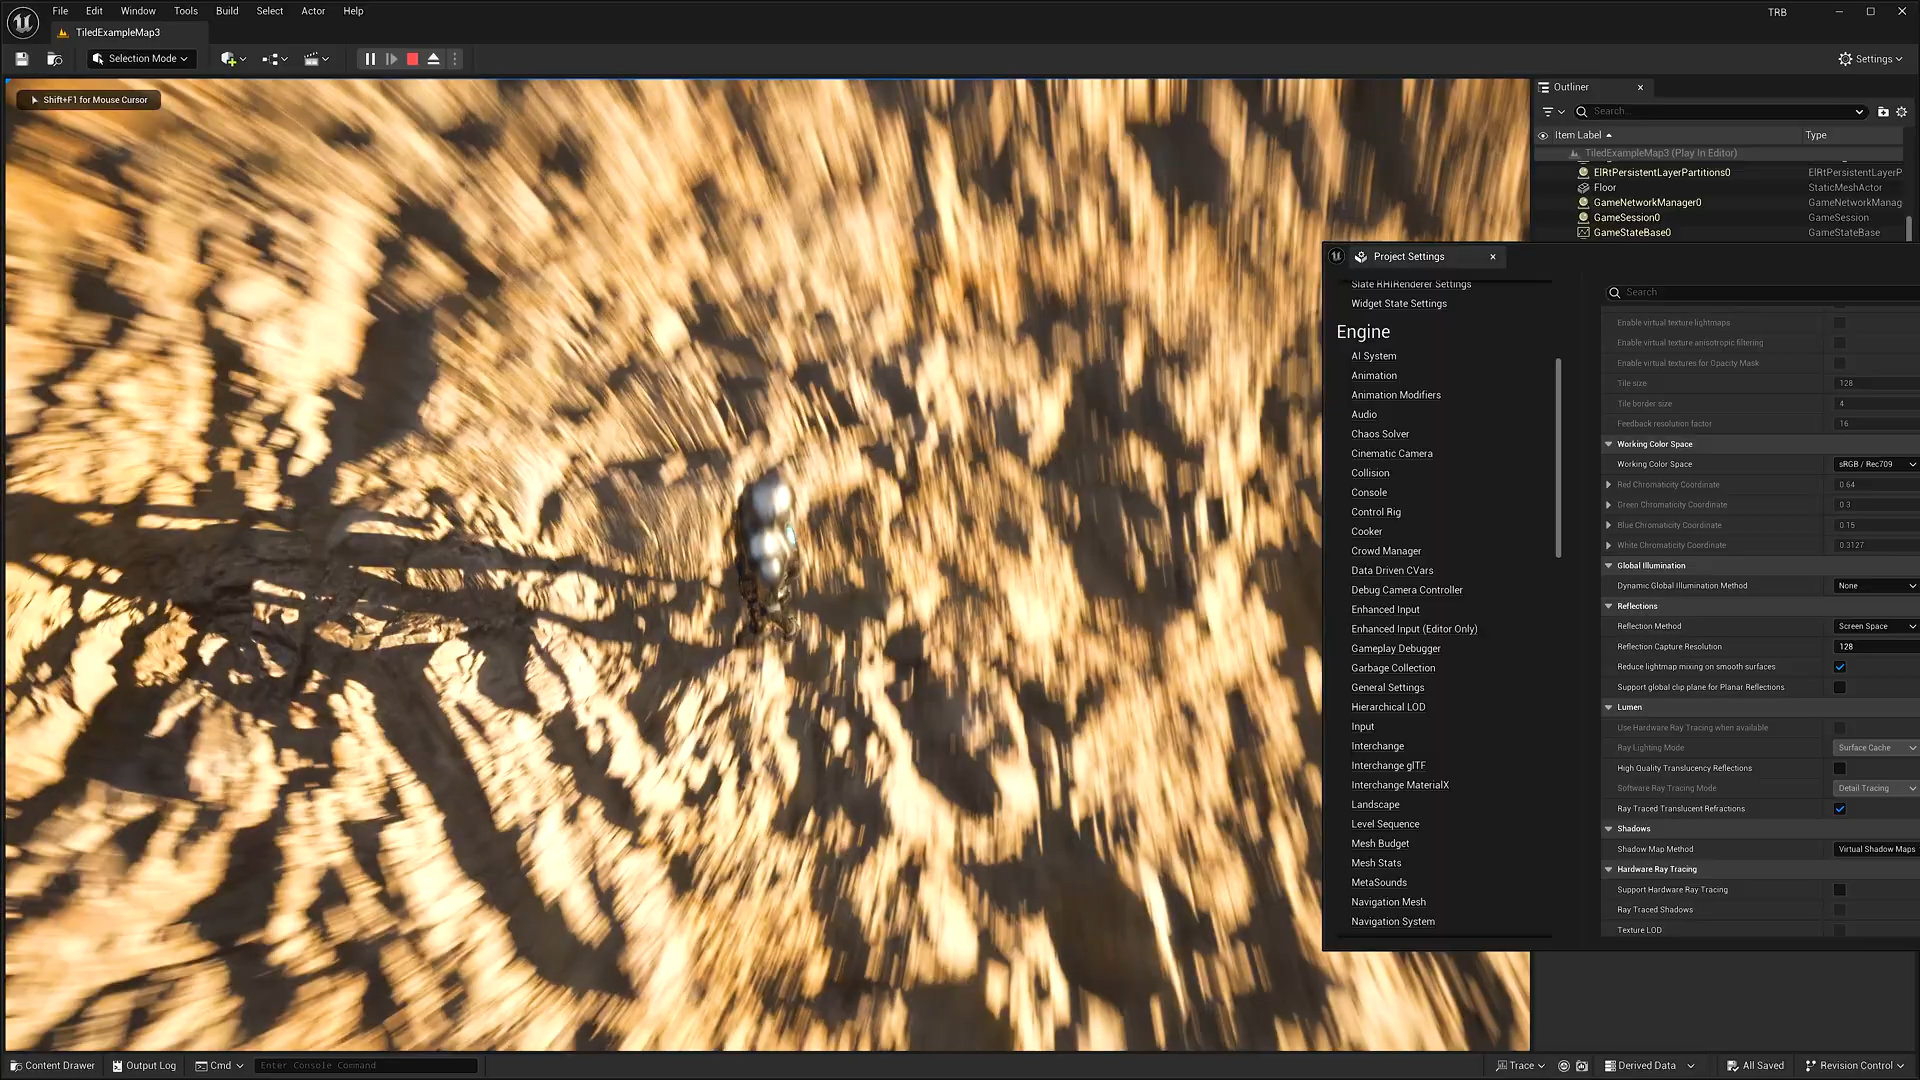 File Edit Window Tools Build Select Actor Help
TRB
TiledExampleMap3
Selection Mode
Settings
Shift+F1 for Mouse Cursor
Outliner
Search...
Item Label
Type
TiledExampleMap3 (Play In Editor)
ElRtPersistentLayerPartitions0 ElRtPersistentLayerP
Floor StaticMeshActor
GameNetworkManager0 GameNetworkManag
GameSession0 GameSession
GameStateBase0 GameStateBase
Project Settings
Slate RHIRenderer Settings
Widget State Settings
Engine
AI System
Animation
Animation Modifiers
Audio
Chaos Solver
Cinematic Camera
Collision
Console
Control Rig
Cooker
Crowd Manager
Data Driven CVars
Debug Camera Controller
Enhanced Input
Enhanced Input (Editor Only)
Gameplay Debugger
Garbage Collection
General Settings
Hierarchical LOD
Input
Interchange
Interchange glTF
Interchange MaterialX
Landscape
Level Sequence
Mesh Budget
Mesh Stats
MetaSounds
Navigation Mesh
Navigation System
Search
Enable virtual texture lightmaps
Enable virtual texture anisotropic filtering
Enable virtual textures for Opacity Mask
Tile size 128
Tile border size 4
Feedback resolution factor 16
Working Color Space
Working Color Space sRGB / Rec709
Red Chromaticity Coordinate 0.64
Green Chromaticity Coordinate 0.3
Blue Chromaticity Coordinate 0.15
White Chromaticity Coordinate 0.3127
Global Illumination
Dynamic Global Illumination Method None
Reflections
Reflection Method Screen Space
Reflection Capture Resolution 128
Reduce lightmap mixing on smooth surfaces
Support global clip plane for Planar Reflections
Lumen
Use Hardware Ray Tracing when available
Ray Lighting Mode Surface Cache
High Quality Translucency Reflections
Software Ray Tracing Mode Detail Tracing
Ray Traced Translucent Refractions
Shadows
Shadow Map Method Virtual Shadow Maps
Hardware Ray Tracing
Support Hardware Ray Tracing
Ray Traced Shadows
Texture LOD
Content Drawer Output Log Cmd Enter Console Command
Trace Derived Data All Saved Revision Control